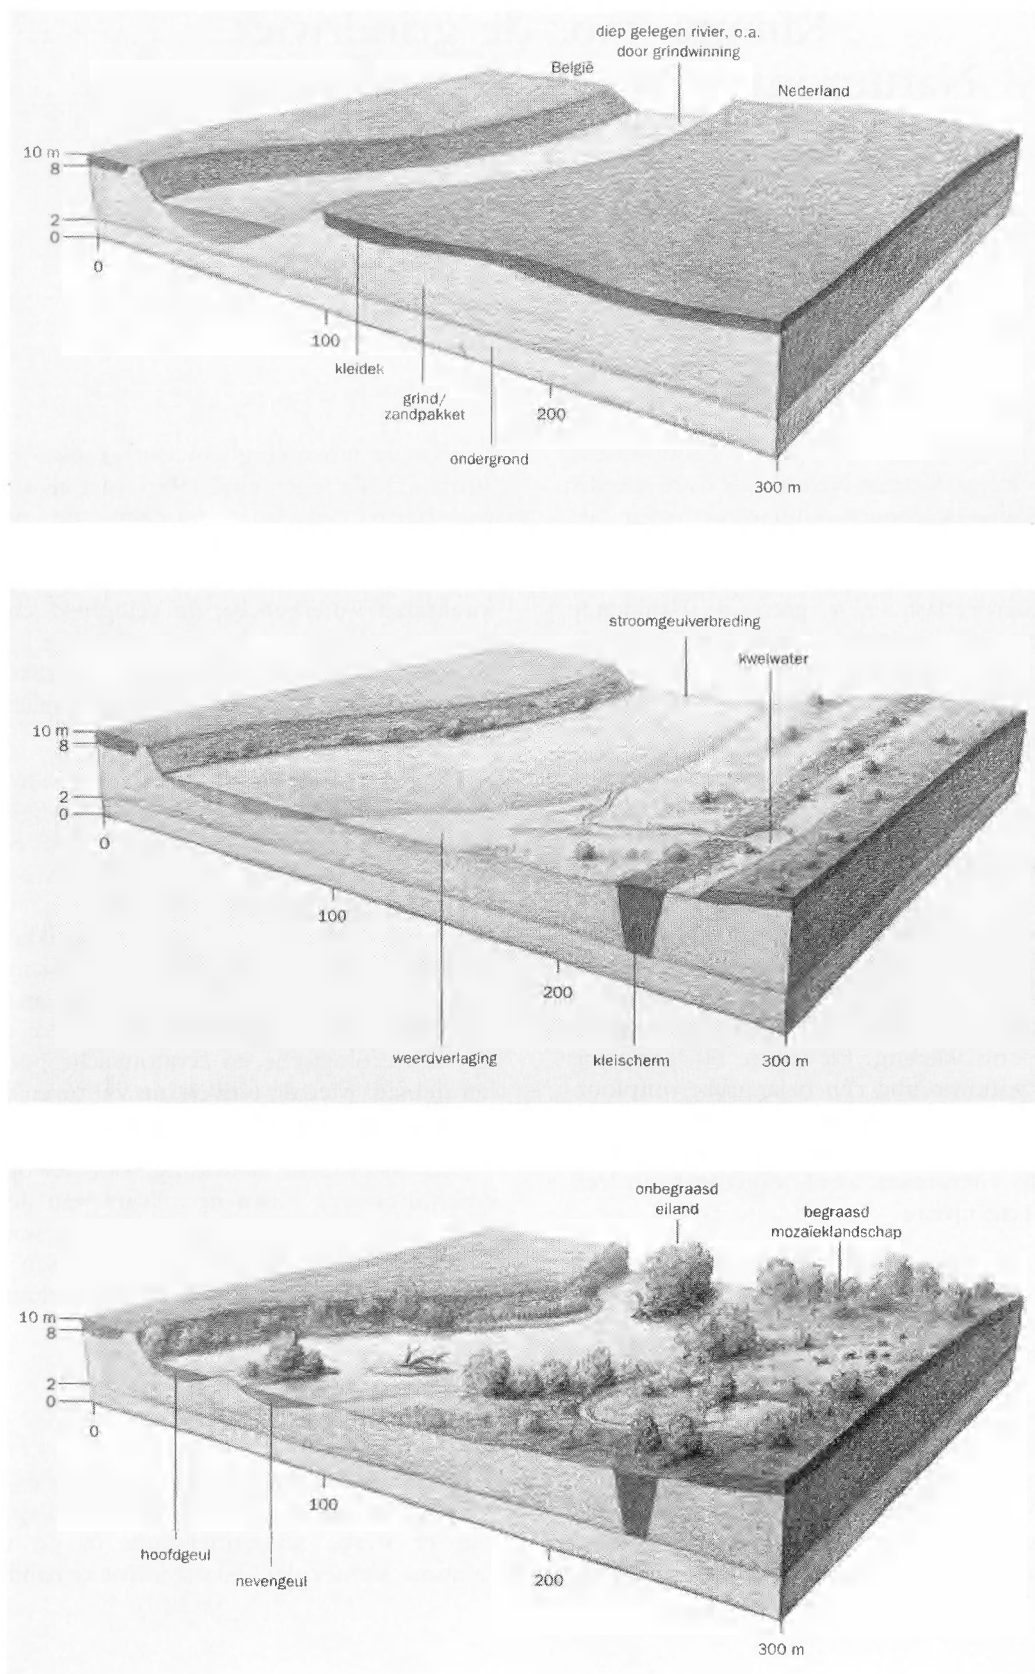 diep gelegen rivier, o.a.
door grindwinning
België
Nederland
10 m
8
2
0
0
100
kleidek
grind/
zandpakket
200
ondergrond
300 m
stroomgeulverbreding
kwelwater
10 m
8
2
0
0
100
200
weerdverlaging
kleischerm
300 m
onbegraasd
eiland
begraasd
mozaïeklandschap
10 m
8
2
0
0
100
hoofdgeul
nevengeul
200
300 m